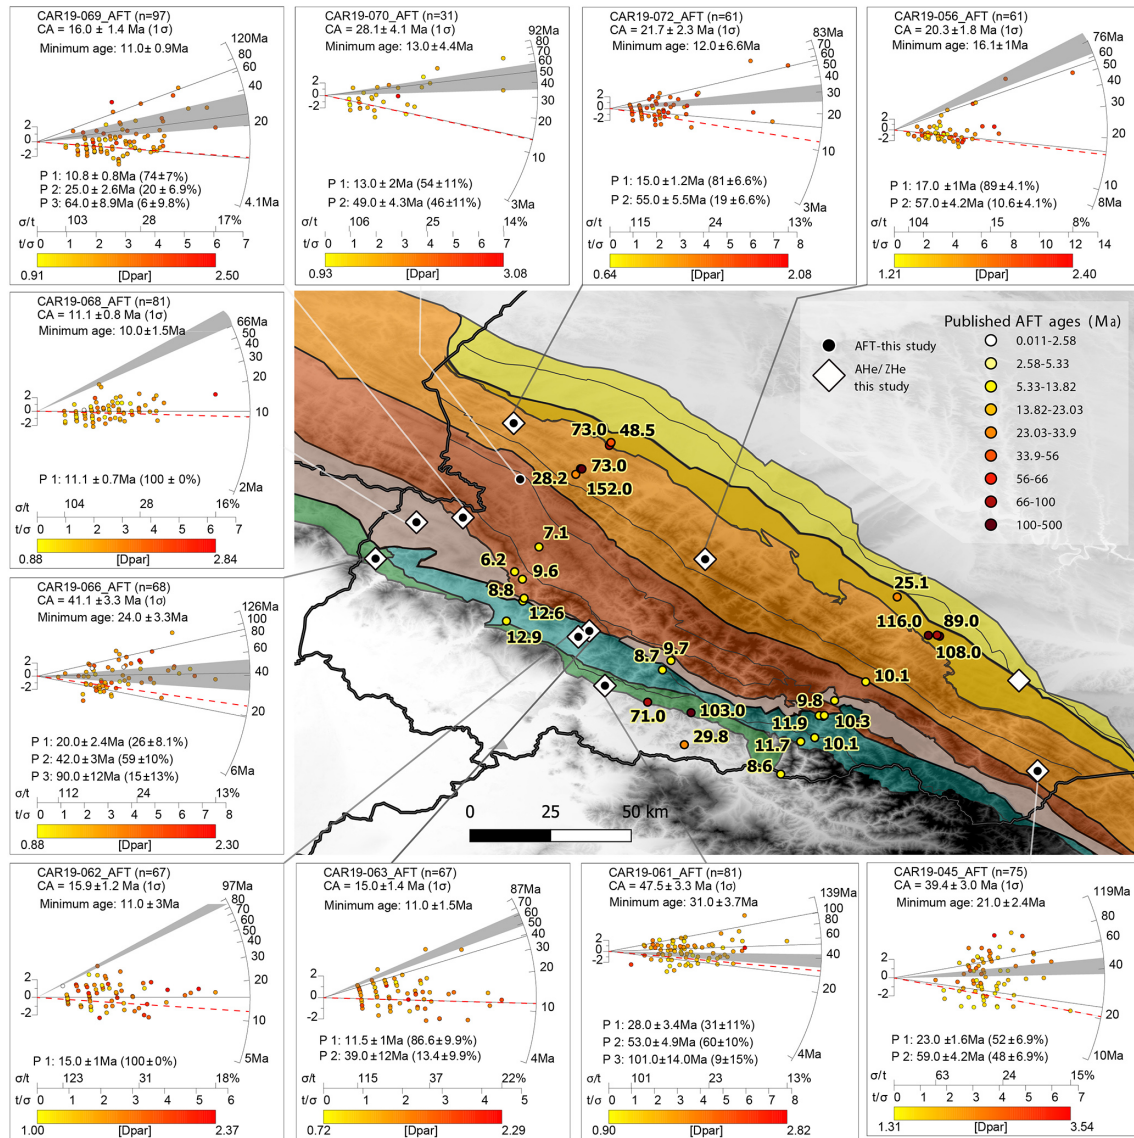 CAR19-069_AFT (n=97)
CA = 16.0 ± 1.4 Ma (1σ)
Minimum age: 11.0± 0.9Ma
120Ma
80
60
40
20
4.1Ma
2
0
-2
P 1: 10.8 ± 0.8Ma (74±7%)
P 2: 25.0 ± 2.6Ma (20 ± 6.9%)
P 3: 64.0 ± 8.9Ma (6±9.8%)
σ/t 103 28 17%
t/σ 0 1 2 3 4 5 6 7
0.91 [Dpar] 2.50
CAR19-070_AFT (n=31)
CA = 28.1± 4.1 Ma (1σ)
Minimum age: 13.0±4.4Ma
92Ma
80
70
60
50
40
30
20
10
3Ma
2
0
-2
P 1: 13.0 ± 2Ma (54±11%)
P 2: 49.0 ± 4.3Ma (46±11%)
σ/t 106 25 14%
t/σ 0 1 2 3 4 5 6 7
0.93 [Dpar] 3.08
CAR19-072_AFT (n=61)
CA = 21.7± 2.3 Ma (1σ)
Minimum age: 12.0±6.6Ma
83Ma
70
60
50
40
30
20
10
3Ma
2
0
-2
P 1: 15.0 ± 1.2Ma (81±6.6%)
P 2: 55.0 ± 5.5Ma (19 ±6.6%)
σ/t 115 24 13%
t/σ 0 1 2 3 4 5 6 7 8
0.64 [Dpar] 2.08
CAR19-056_AFT (n=61)
CA = 20.3±1.8 Ma (1σ)
Minimum age: 16.1±1Ma
76Ma
60
50
40
30
20
10
8Ma
2
0
-2
P 1: 17.0 ±1Ma (89±4.1%)
P 2: 57.0±4.2Ma (10.6±4.1%)
σ/t 104 15 8%
t/σ 0 2 4 6 8 10 12 14
1.21 [Dpar] 2.40
CAR19-068_AFT (n=81)
CA = 11.1 ±0.8 Ma (1σ)
Minimum age: 10.0±1.5Ma
66Ma
50
40
30
20
10
2Ma
2
0
-2
P 1: 11.1 ± 0.7Ma (100 ± 0%)
σ/t 104 28 16%
t/σ 0 1 2 3 4 5 6 7
0.88 [Dpar] 2.84
CAR19-066_AFT (n=68)
CA = 41.1 ±3.3 Ma (1σ)
Minimum age: 24.0 ± 3.3Ma
126Ma
100
80
60
40
20
6Ma
2
0
-2
P 1: 20.0±2.4Ma (26±8.1%)
P 2: 42.0 ±3Ma (59 ±10%)
P 3: 90.0 ±12Ma (15±13%)
σ/t 112 24 13%
t/σ 0 1 2 3 4 5 6 7 8
0.88 [Dpar] 2.30
AFT-this study
AHe/ZHe
this study
Published AFT ages (Ma)
0.011-2.58
2.58-5.33
5.33-13.82
13.82-23.03
23.03-33.9
33.9-56
56-66
66-100
100-500
73.0
48.5
73.0
28.2
152.0
7.1
6.2
9.6
8.8
12.6
12.9
25.1
116.0
89.0
108.0
9.7
8.7
10.1
9.8
71.0
103.0
11.9
10.3
29.8
11.7
10.1
8.6
0 25 50 km
CAR19-062_AFT (n=67)
CA = 15.9±1.2 Ma (1σ)
Minimum age: 11.0 ±3Ma
97Ma
80
70
60
50
40
30
20
10
5Ma
2
0
-2
P 1: 15.0 ±1Ma (100±0%)
σ/t 123 31 18%
t/σ 0 1 2 3 4 5 6
1.00 [Dpar] 2.37
CAR19-063_AFT (n=67)
CA = 15.0±1.4 Ma (1σ)
Minimum age: 11.0 ±1.5Ma
87Ma
70
60
50
40
30
20
10
4Ma
2
0
-2
P 1: 11.5 ± 1Ma (86.6±9.9%)
P 2: 39.0 ±12Ma (13.4±9.9%)
σ/t 115 37 22%
t/σ 0 1 2 3 4 5
0.72 [Dpar] 2.29
CAR19-061_AFT (n=81)
CA = 47.5± 3.3 Ma (1σ)
Minimum age: 31.0 ±3.7Ma
139Ma
100
80
60
40
20
4Ma
2
0
-2
P 1: 28.0 ± 3.4Ma (31±11%)
P 2: 53.0 ± 4.9Ma (60±10%)
P 3: 101.0±14.0Ma (9±15%)
σ/t 101 23 13%
t/σ 0 1 2 3 4 5 6 7 8
0.90 [Dpar] 2.82
CAR19-045_AFT (n=75)
CA = 39.4± 3.0 Ma (1σ)
Minimum age: 21.0 ±2.4Ma
119Ma
80
60
40
20
10Ma
2
0
-2
P 1: 23.0 ±1.6Ma (52 ±6.9%)
P 2: 59.0±4.2Ma (48 ±6.9%)
σ/t 63 24 15%
t/σ 0 1 2 3 4 5 6 7
1.31 [Dpar] 3.54